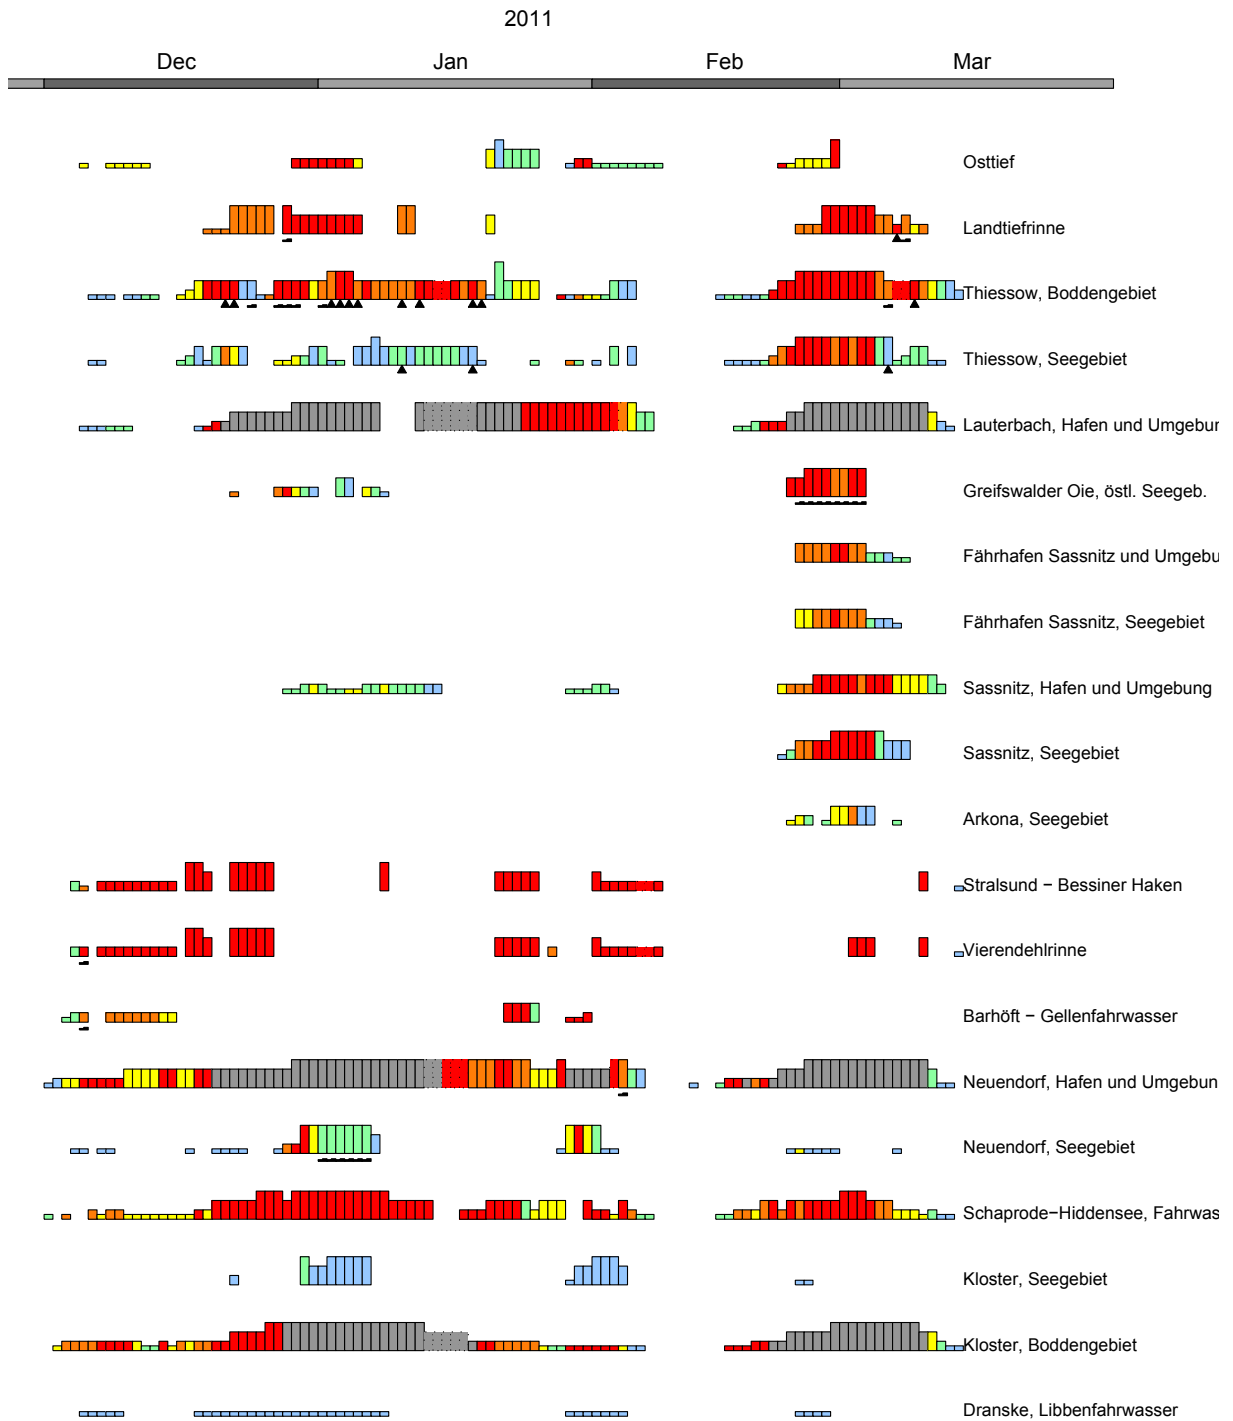 2011
Dec Jan Feb Mar
Osttief
Landtiefrinne
Thiessow, Boddengebiet
Thiessow, Seegebiet
Lauterbach, Hafen und Umgebur
Greifswalder Oie, östl. Seegeb.
Fährhafen Sassnitz und Umgebu
Fährhafen Sassnitz, Seegebiet
Sassnitz, Hafen und Umgebung
Sassnitz, Seegebiet
Arkona, Seegebiet
Stralsund − Bessiner Haken
Vierendehlrinne
Barhöft − Gellenfahrwasser
Neuendorf, Hafen und Umgebun
Neuendorf, Seegebiet
Schaprode−Hiddensee, Fahrwas
Kloster, Seegebiet
Kloster, Boddengebiet
Dranske, Libbenfahrwasser